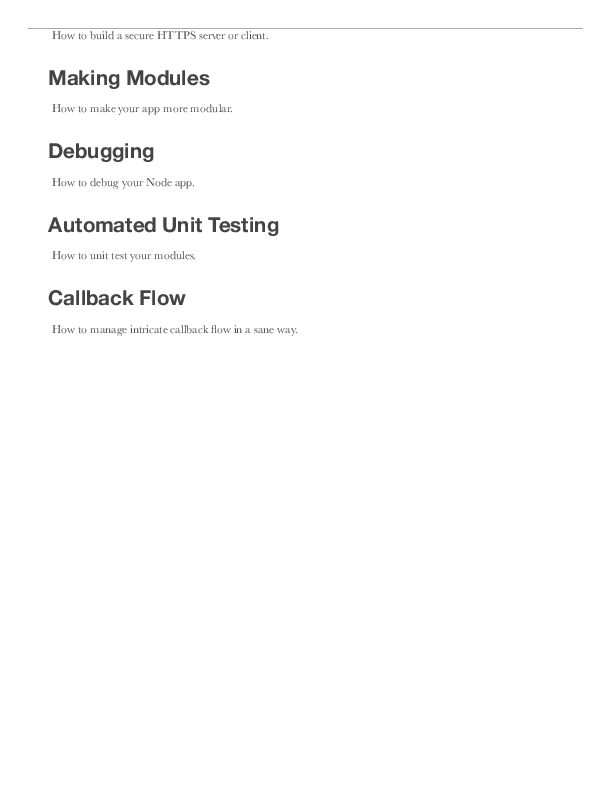 How to build a secure HTTPS server or client.
Making Modules
How to make your app more modular.
Debugging
How to debug your Node app.
Automated Unit Testing
How to unit test your modules.
Callback Flow
How to manage intricate callback flow in a sane way.